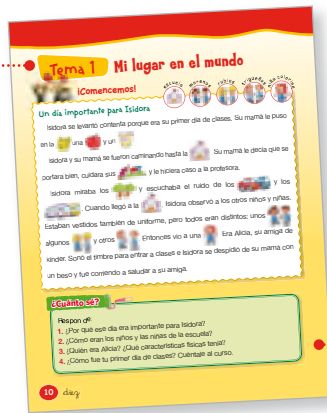 Tema 1 Mi lugar en el mundo
¡Comencemos!
escuela morenos rubios trigueños más colorina
Un día importante para Isidora
Isidora se levantó contenta porque era su primer día de clases. Su mamá le puso
en la una y un
Isidora y su mamá se fueron caminando hasta la . Su mamá le decía que se
portara bien, cuidara sus y le hiciera caso a la profesora.
Isidora miraba los y escuchaba el ruido de los y los
. Cuando llegó a la Isidora observó a los otros niños y niñas.
Estaban vestidos también de uniforme, pero todos eran distintos: unos
algunos y otros . Entonces vio a una . Era Alicia, su amiga de
kínder. Sonó el timbre para entrar a clases e Isidora se despidió de su mamá con
un beso y fue corriendo a saludar a su amiga.
¿Cuánto sé?
Responde.
1. ¿Por qué ese día era importante para Isidora?
2. ¿Cómo eran los niños y las niñas de la escuela?
3. ¿Quién era Alicia? ¿Qué características físicas tenía?
4. ¿Cómo fue tu primer día de clases? Cuéntale al curso.
10 diez